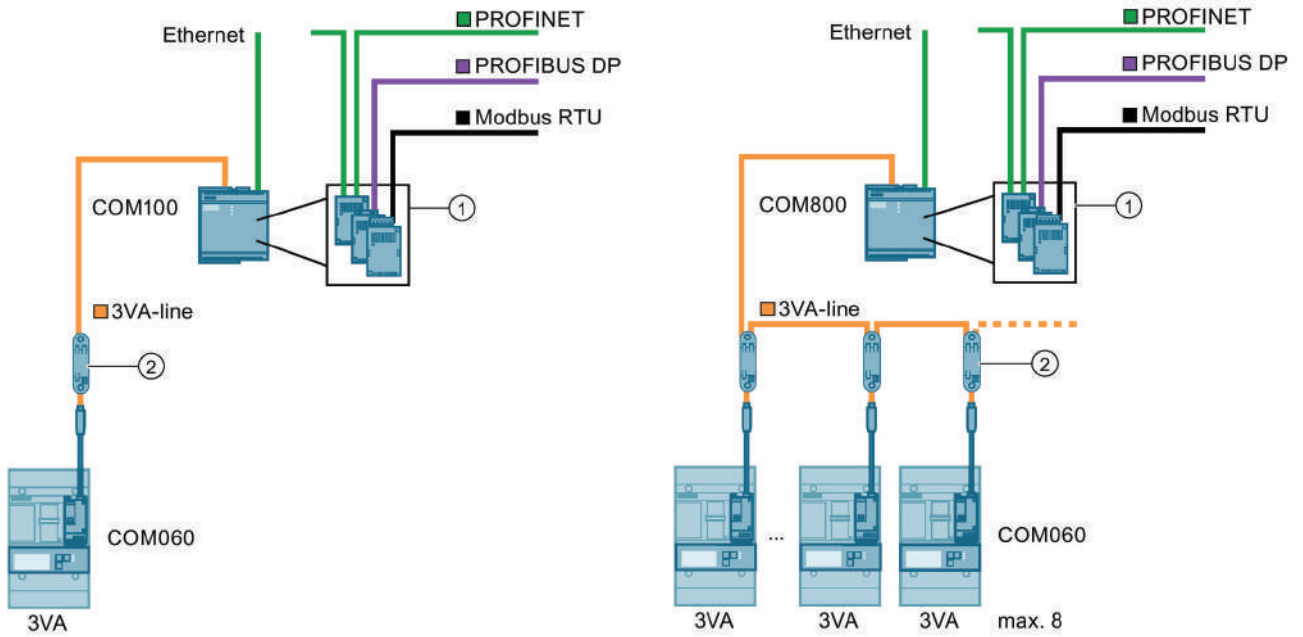 PROFINET
Ethernet
PROFIBUS DP
Modbus RTU
COM100
1
3VA-line
2
COM060
3VA
PROFINET
Ethernet
PROFIBUS DP
Modbus RTU
COM800
1
3VA-line
2
...
COM060
3VA 3VA 3VA max. 8